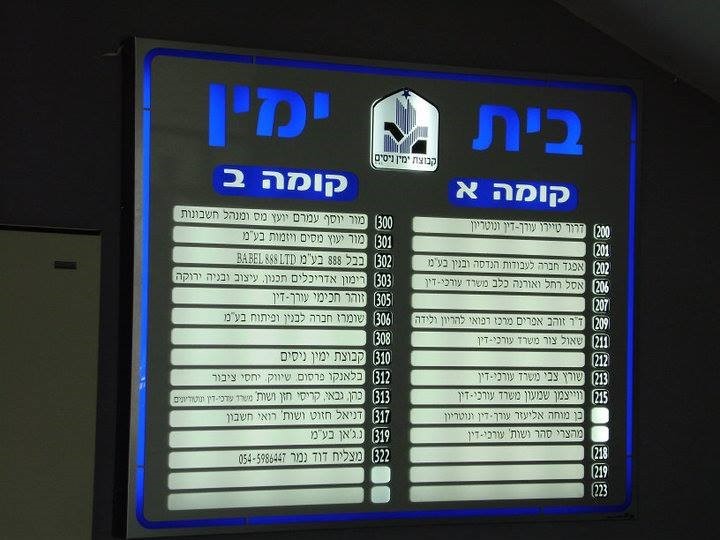 בית ימין
קבוצת ימין ניסים
קומה א
200 דרור טיירו עורך-דין ונוטריון
201
202 אפגד חברה לעבודות הנדסה ובנין בע"מ
206 אסל רחל ואורנה כלב משרד עורכי-דין
207
209 ד"ר זוהב אפרים מרכז רפואי להריון ולידה
211 שאול צור משרד עורכי-דין
212
213 שורץ צבי משרד עורכי-דין
215 ווייצמן שמעון משרד עורכי-דין
בן מוחה אליעזר עורך-דין ונוטריון
מהצרי סהר ושות' עורכי-דין
218
219
223
קומה ב
300 מור יוסף עמרם יועץ מס ומנהל חשבונות
301 מור יעוץ מסים ויזמות בע"מ
302 בבל 888 בע"מ BABEL 888 LTD
303 רימון אדריכלים תכנון, עיצוב ובניה ירוקה
305 זוהר חכימי עורך-דין
306 שומרז חברה לבנין ופיתוח בע"מ
308
310 קבוצת ימין ניסים
312 בלאנקו פרסום, שיווק, יחסי ציבור
313 כהן, גבאי, קריסי חזן ושות' משרד עורכי-דין ונוטריונים
317 דניאל חזוט ושות' רואי חשבון
319 נ.ג'אן בע"מ
322 מצליח דוד נמר 054-5986447